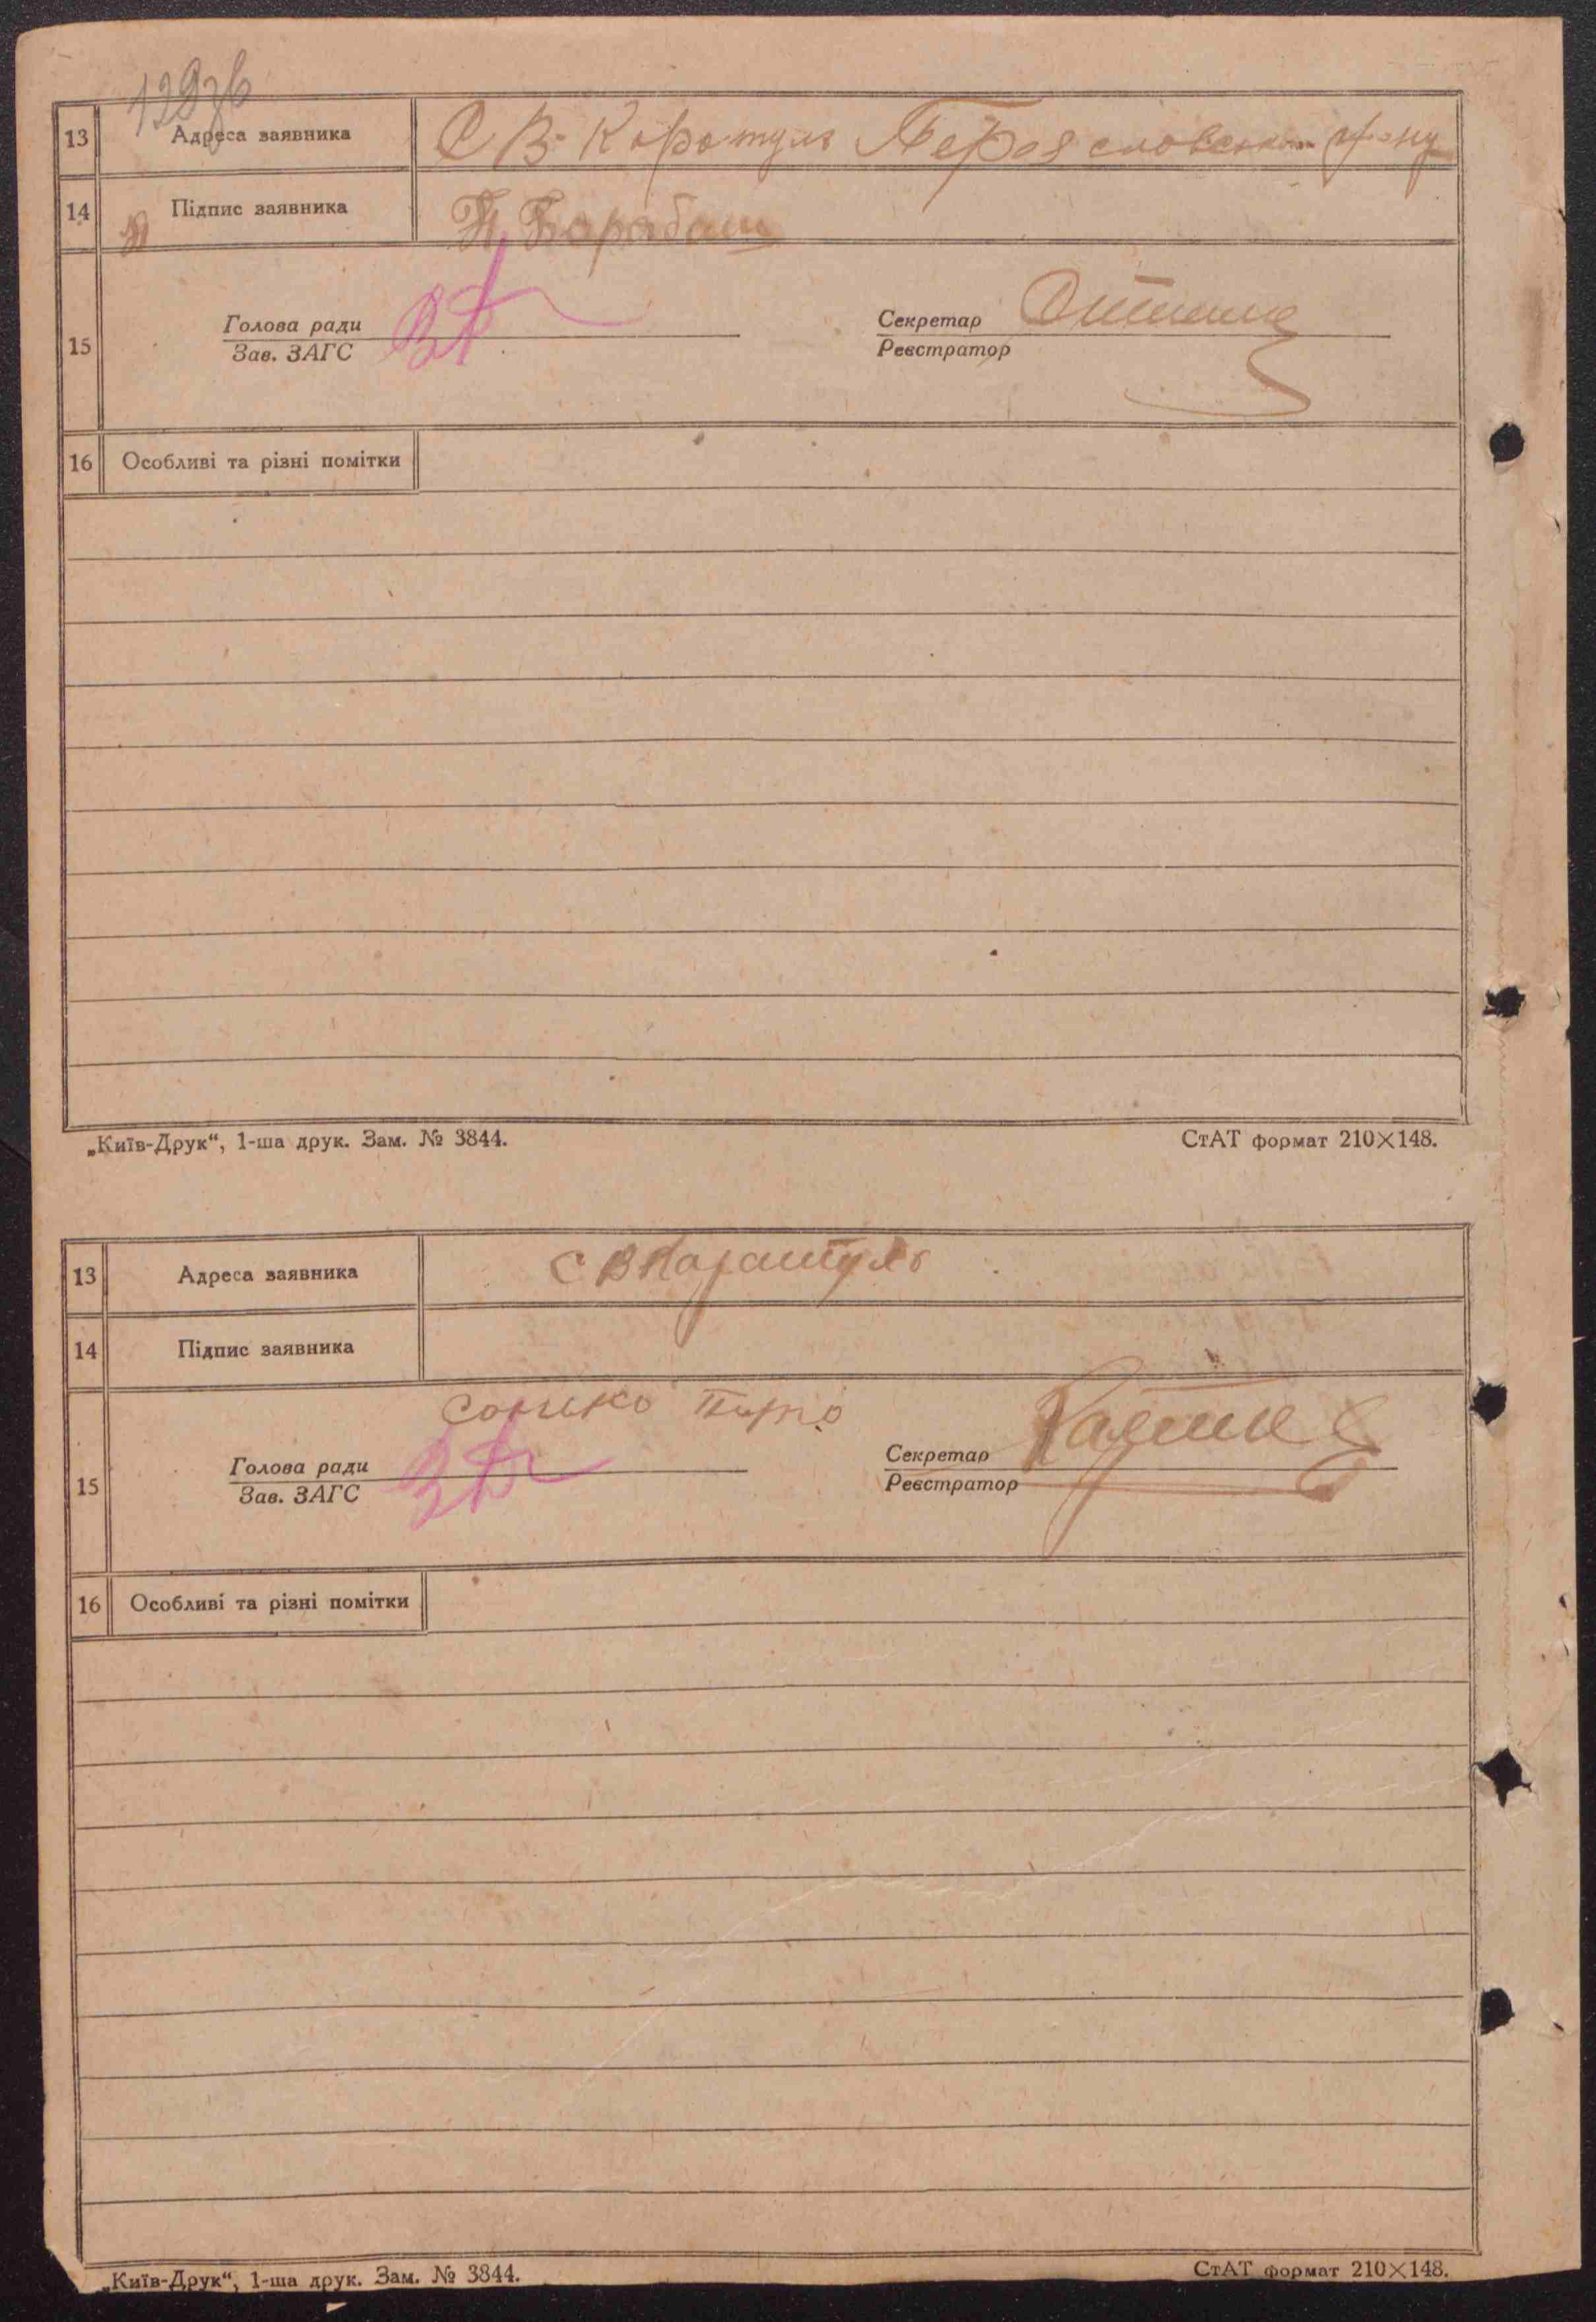 129зв
13 Адреса заявника С В-Каратуль Переяславськ. р-ну
14 Підпис заявника П Барабаш
15 Голова ради
Зав. ЗАГС
Секретар
Реєстратор
16 Особливі та різні помітки
„Київ-Друк“, 1-ша друк. Зам. № 3844. СтАТ формат 210×148.
13 Адреса заявника С В Каратуль
14 Підпис заявника
15 Голова ради
Зав. ЗАГС
Секретар
Реєстратор
16 Особливі та різні помітки
„Київ-Друк“, 1-ша друк. Зам. № 3844. СтАТ формат 210×148.